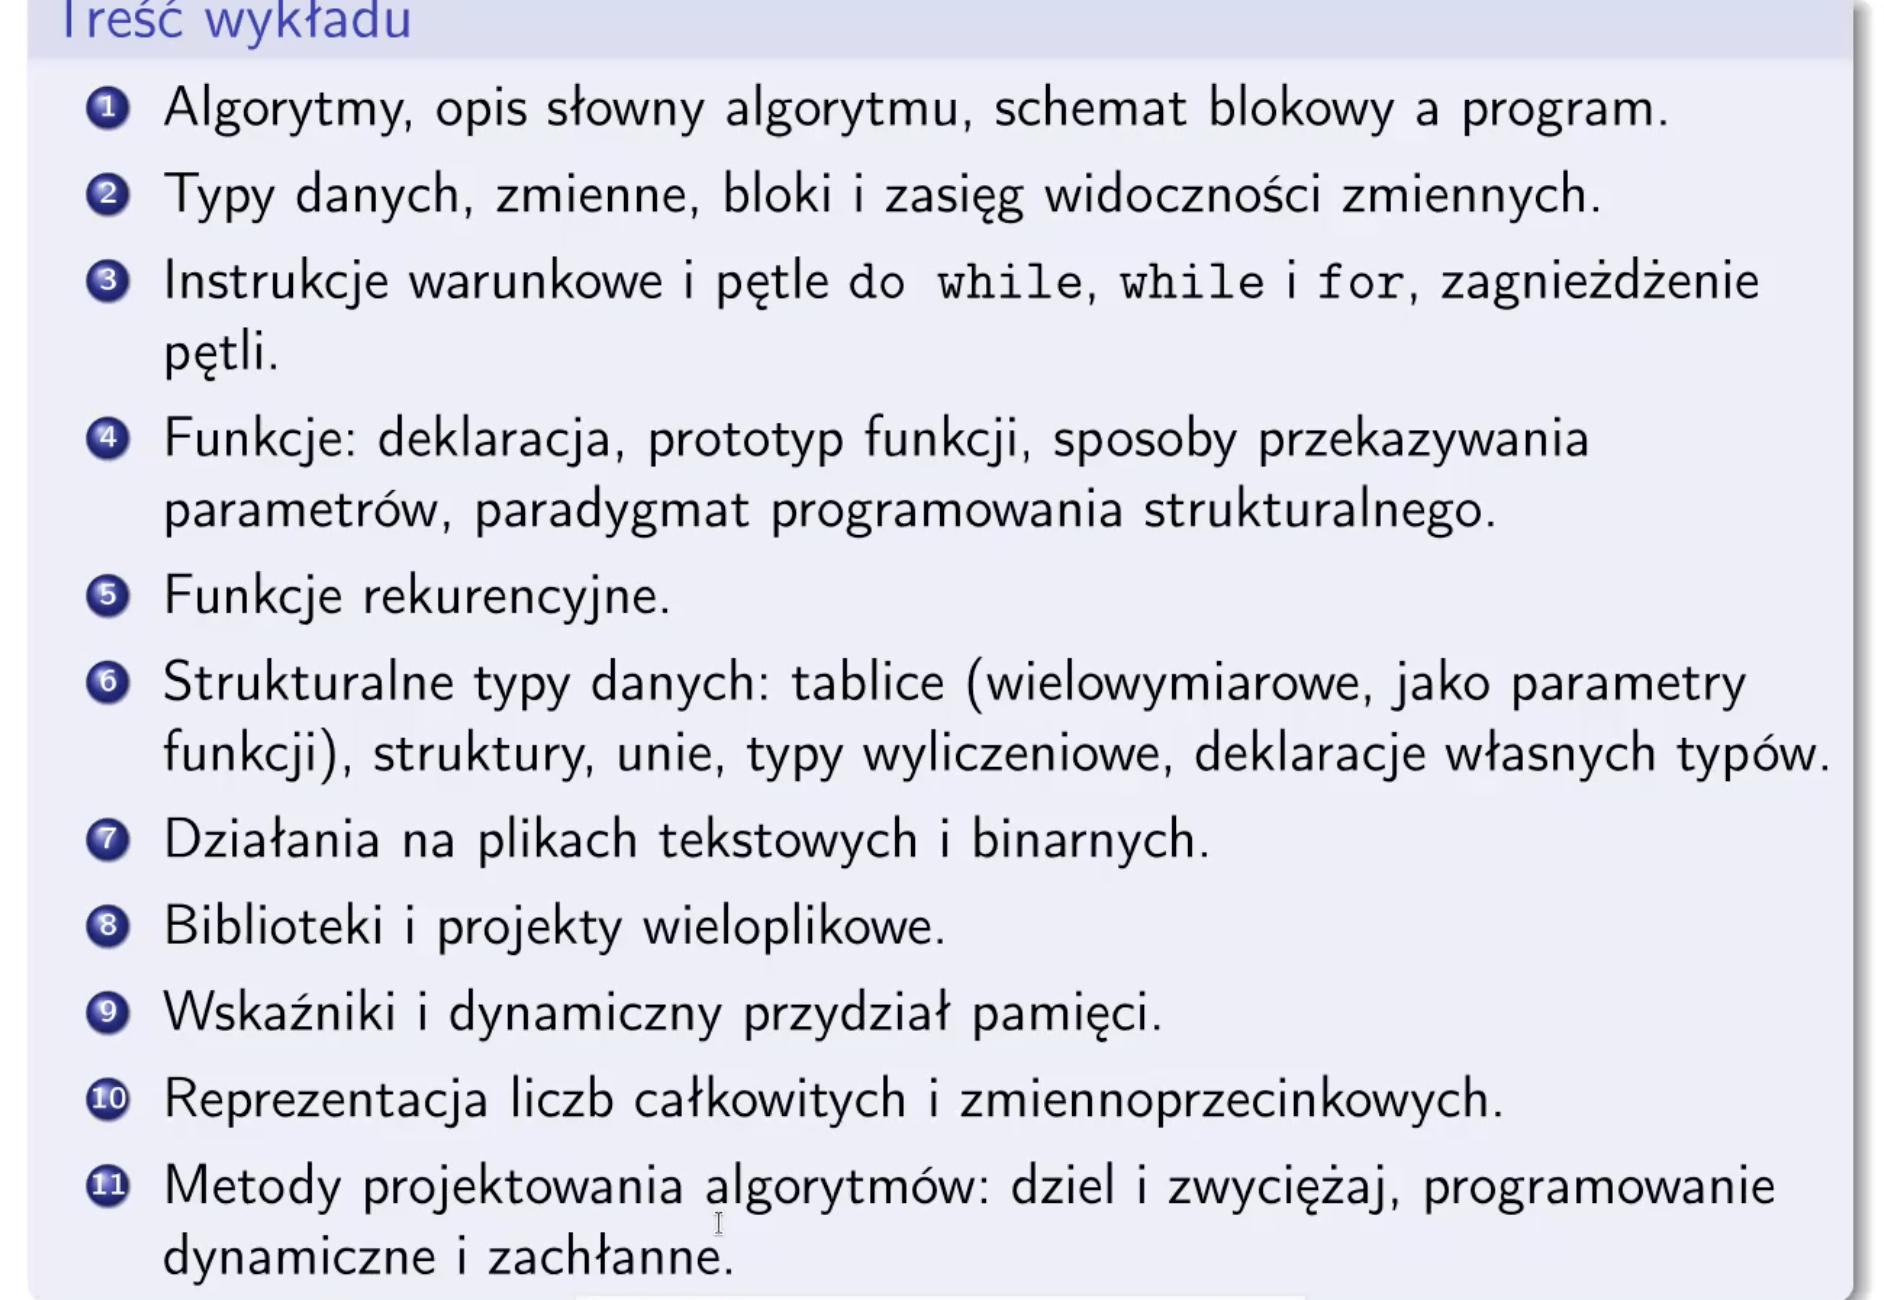 Treść wykładu
1 Algorytmy, opis słowny algorytmu, schemat blokowy a program.
2 Typy danych, zmienne, bloki i zasięg widoczności zmiennych.
3 Instrukcje warunkowe i pętle do while, while i for, zagnieżdżenie
pętli.
4 Funkcje: deklaracja, prototyp funkcji, sposoby przekazywania
parametrów, paradygmat programowania strukturalnego.
5 Funkcje rekurencyjne.
6 Strukturalne typy danych: tablice (wielowymiarowe, jako parametry
funkcji), struktury, unie, typy wyliczeniowe, deklaracje własnych typów.
7 Działania na plikach tekstowych i binarnych.
8 Biblioteki i projekty wieloplikowe.
9 Wskaźniki i dynamiczny przydział pamięci.
10 Reprezentacja liczb całkowitych i zmiennoprzecinkowych.
11 Metody projektowania algorytmów: dziel i zwyciężaj, programowanie
dynamiczne i zachłanne.